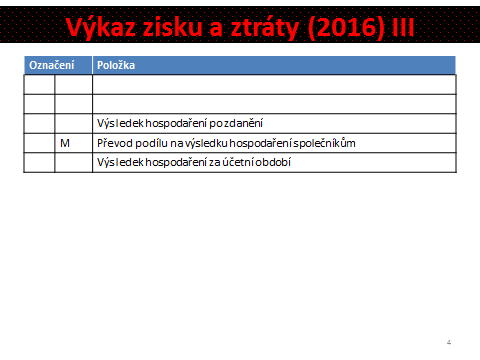 Výkaz zisku a ztráty (2016) III
Označení Položka
Výsledek hospodaření po zdanění
M Převod podílu na výsledku hospodaření společníkům
Výsledek hospodaření za účetní období
4